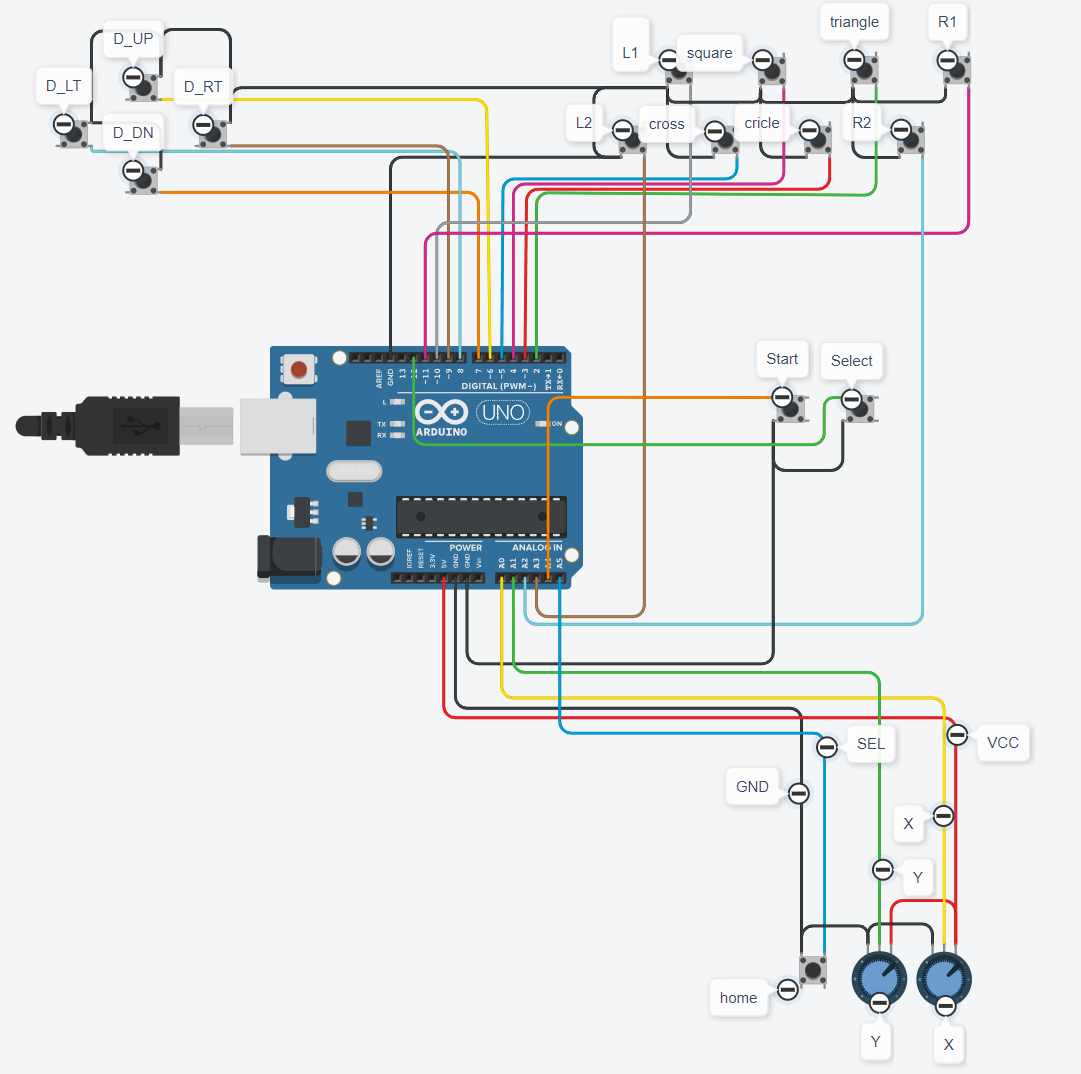 D_UP
D_LT
D_RT
D_DN
L1
square
triangle
R1
L2
cross
cricle
R2
AREF
GND
13
~11
~10
~9
8
7
~6
~5
~4
~3
2
TX→1
RX←0
DIGITAL (PWM~)
L
TX
RX
UNO
ARDUINO
ON
Start
Select
POWER
ANALOG IN
IOREF
RESET
3.3V
5V
GND
GND
Vin
A0
A1
A2
A3
A5
SEL
VCC
GND
X
Y
home
Y
X